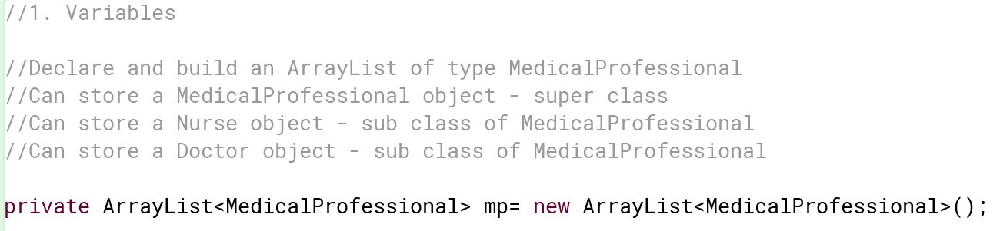 //1. Variables
//Declare and build an ArrayList of type MedicalProfessional
//Can store a MedicalProfessional object - super class
//Can store a Nurse object - sub class of MedicalProfessional
//Can store a Doctor object - sub class of MedicalProfessional
private ArrayList<MedicalProfessional> mp= new ArrayList<MedicalProfessional>();